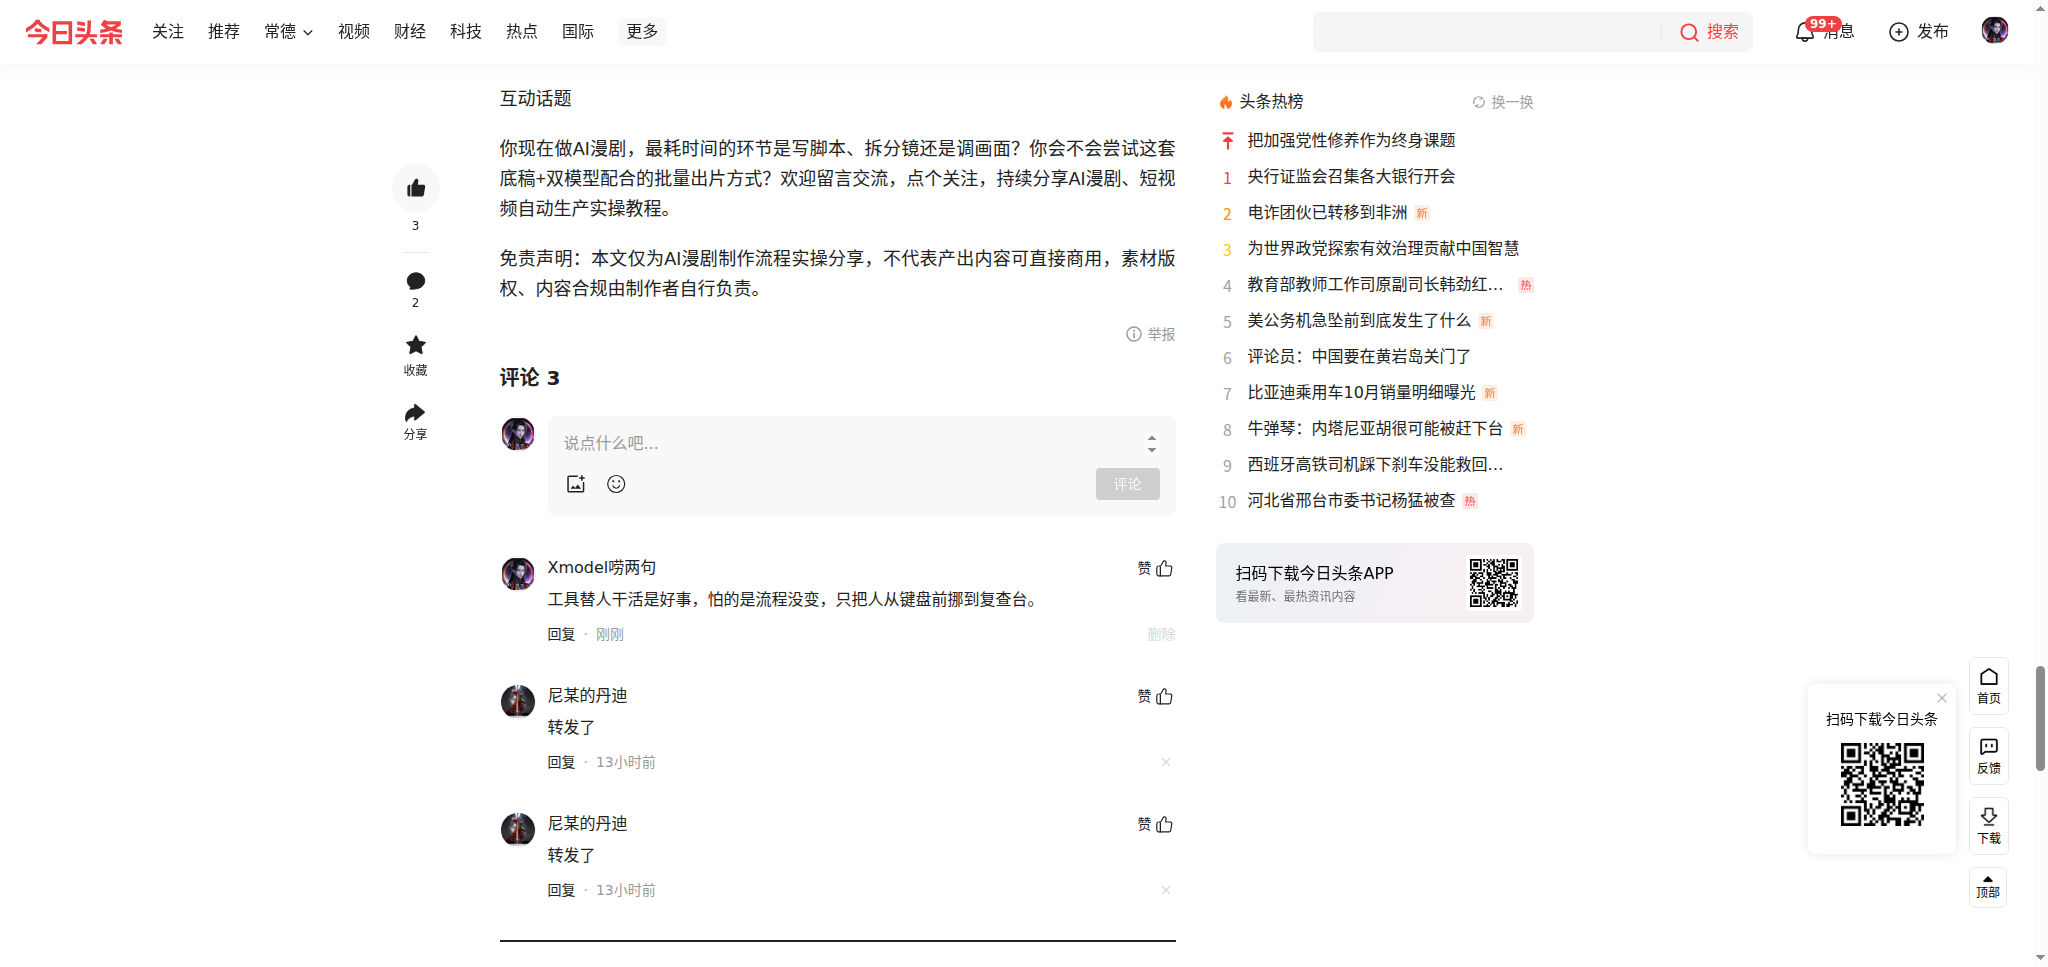 今日头条
关注 推荐 常德 视频 财经 科技 热点 国际 更多
搜索
99+
消息
发布
互动话题
你现在做AI漫剧，最耗时间的环节是写脚本、拆分镜还是调画面？你会不会尝试这套
底稿+双模型配合的批量出片方式？欢迎留言交流，点个关注，持续分享AI漫剧、短视
频自动生产实操教程。
免责声明：本文仅为AI漫剧制作流程实操分享，不代表产出内容可直接商用，素材版
权、内容合规由制作者自行负责。
举报
3
2
收藏
分享
评论 3
说点什么吧...
评论
Xmodel唠两句
赞
工具替人干活是好事，怕的是流程没变，只把人从键盘前挪到复查台。
回复 · 刚刚
删除
尼某的丹迪
赞
转发了
回复 · 13小时前
尼某的丹迪
赞
转发了
回复 · 13小时前
头条热榜
换一换
把加强党性修养作为终身课题
1 央行证监会召集各大银行开会
2 电诈团伙已转移到非洲 新
3 为世界政党探索有效治理贡献中国智慧
4 教育部教师工作司原副司长韩劲红... 热
5 美公务机急坠前到底发生了什么 新
6 评论员：中国要在黄岩岛关门了
7 比亚迪乘用车10月销量明细曝光 新
8 牛弹琴：内塔尼亚胡很可能被赶下台 新
9 西班牙高铁司机踩下刹车没能救回...
10 河北省邢台市委书记杨猛被查 热
扫码下载今日头条APP
看最新、最热资讯内容
扫码下载今日头条
首页
反馈
下载
顶部